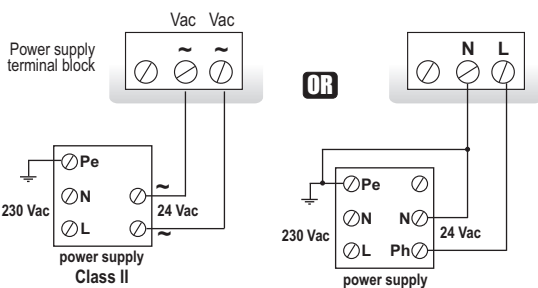 Vac Vac
Power supply
terminal block
~ ~
Pe
N
L
230 Vac
~
24 Vac
~
power supply
Class II
OR
N L
Pe
N N
L Ph
230 Vac
24 Vac
power supply